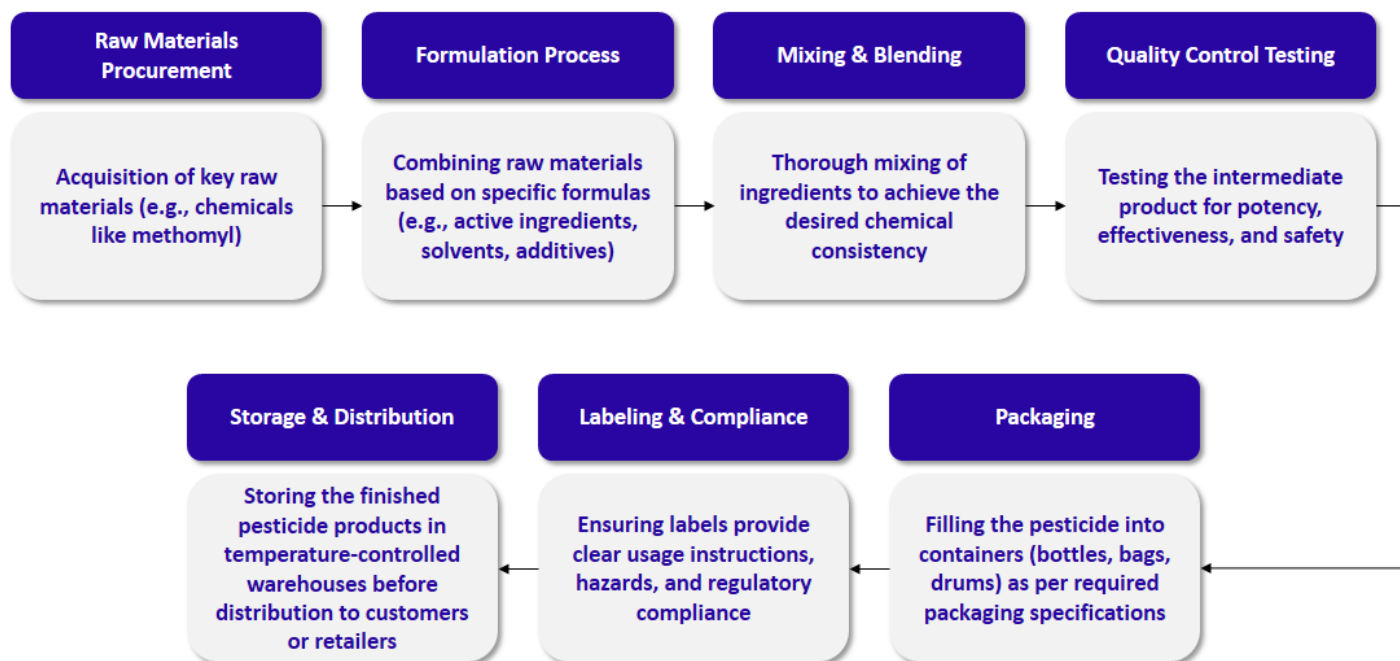 Raw Materials
Procurement
Acquisition of key raw
materials (e.g., chemicals
like methomyl)
Formulation Process
Combining raw materials
based on specific formulas
(e.g., active ingredients,
solvents, additives)
Mixing & Blending
Thorough mixing of
ingredients to achieve the
desired chemical
consistency
Quality Control Testing
Testing the intermediate
product for potency,
effectiveness, and safety
Packaging
Filling the pesticide into
containers (bottles, bags,
drums) as per required
packaging specifications
Labeling & Compliance
Ensuring labels provide
clear usage instructions,
hazards, and regulatory
compliance
Storage & Distribution
Storing the finished
pesticide products in
temperature-controlled
warehouses before
distribution to customers
or retailers